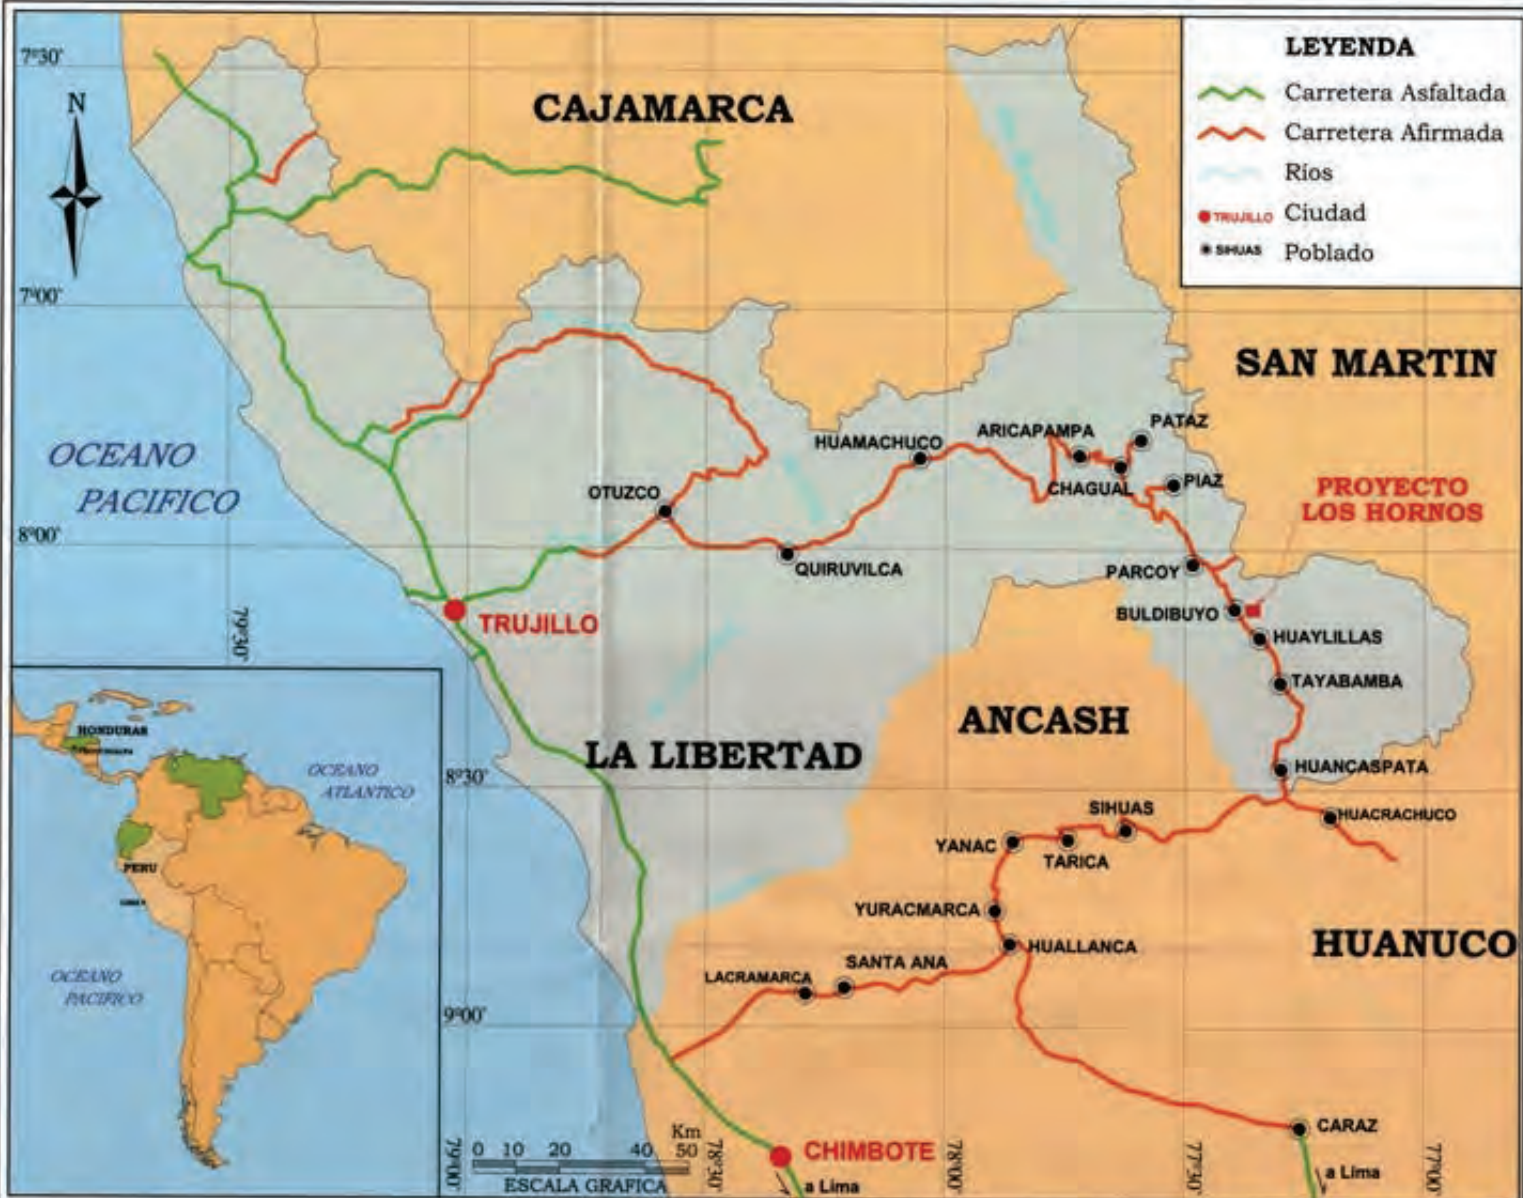 LEYENDA
Carretera Asfaltada
Carretera Afirmada
Ríos
TRUJILLO Ciudad
SIHUAS Poblado
7°30'
N
CAJAMARCA
7°00'
SAN MARTIN
OCEANO
PACIFICO
HUAMACHUCO
ARICAPAMPA
PATAZ
CHAGUAL
PIAZ
PROYECTO
LOS HORNOS
OTUZCO
8°00'
QUIRUVILCA
PARCOY
BULDIBUYO
HUAYLILLAS
TRUJILLO
79°30'
TAYABAMBA
ANCASH
LA LIBERTAD
8°30'
HUANCASPATA
SIHUAS
HUACRACHUCO
YANAC
TARICA
YURACMARCA
HUALLANCA
HUANUCO
SANTA ANA
LACRAMARCA
9°00'
CARAZ
CHIMBOTE
a Lima
a Lima
79°00'
78°30'
78°00'
77°30'
77°00'
Km
0 10 20 40 50
ESCALA GRAFICA
HONDURAS
OCEANO
ATLANTICO
PERU
OCEANO
PACIFICO